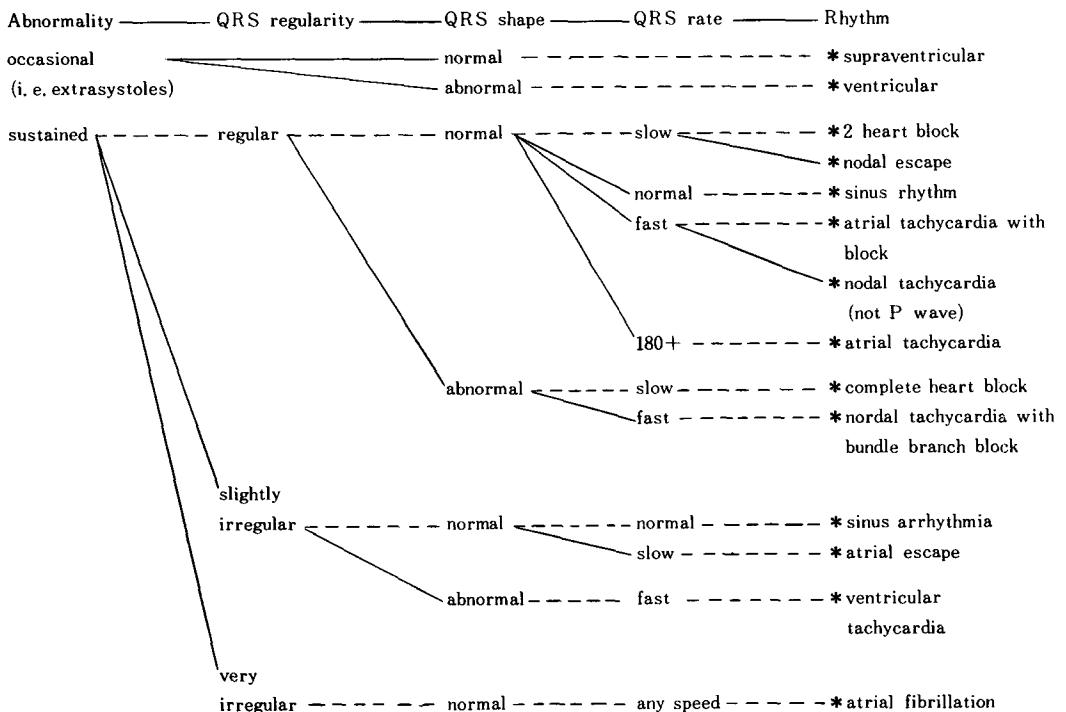 Abnormality QRS regularity QRS shape QRS rate Rhythm
occasional normal *supraventricular
(i. e. extrasystoles) abnormal *ventricular
sustained regular normal slow *2 heart block
*nodal escape
normal *sinus rhythm
fast *atrial tachycardia with
block
*nodal tachycardia
(not P wave)
180+ *atrial tachycardia
abnormal slow *complete heart block
fast *nordal tachycardia with
bundle branch block
slightly
irregular normal normal *sinus arrhythmia
slow *atrial escape
abnormal fast *ventricular
tachycardia
very
irregular normal any speed *atrial fibrillation